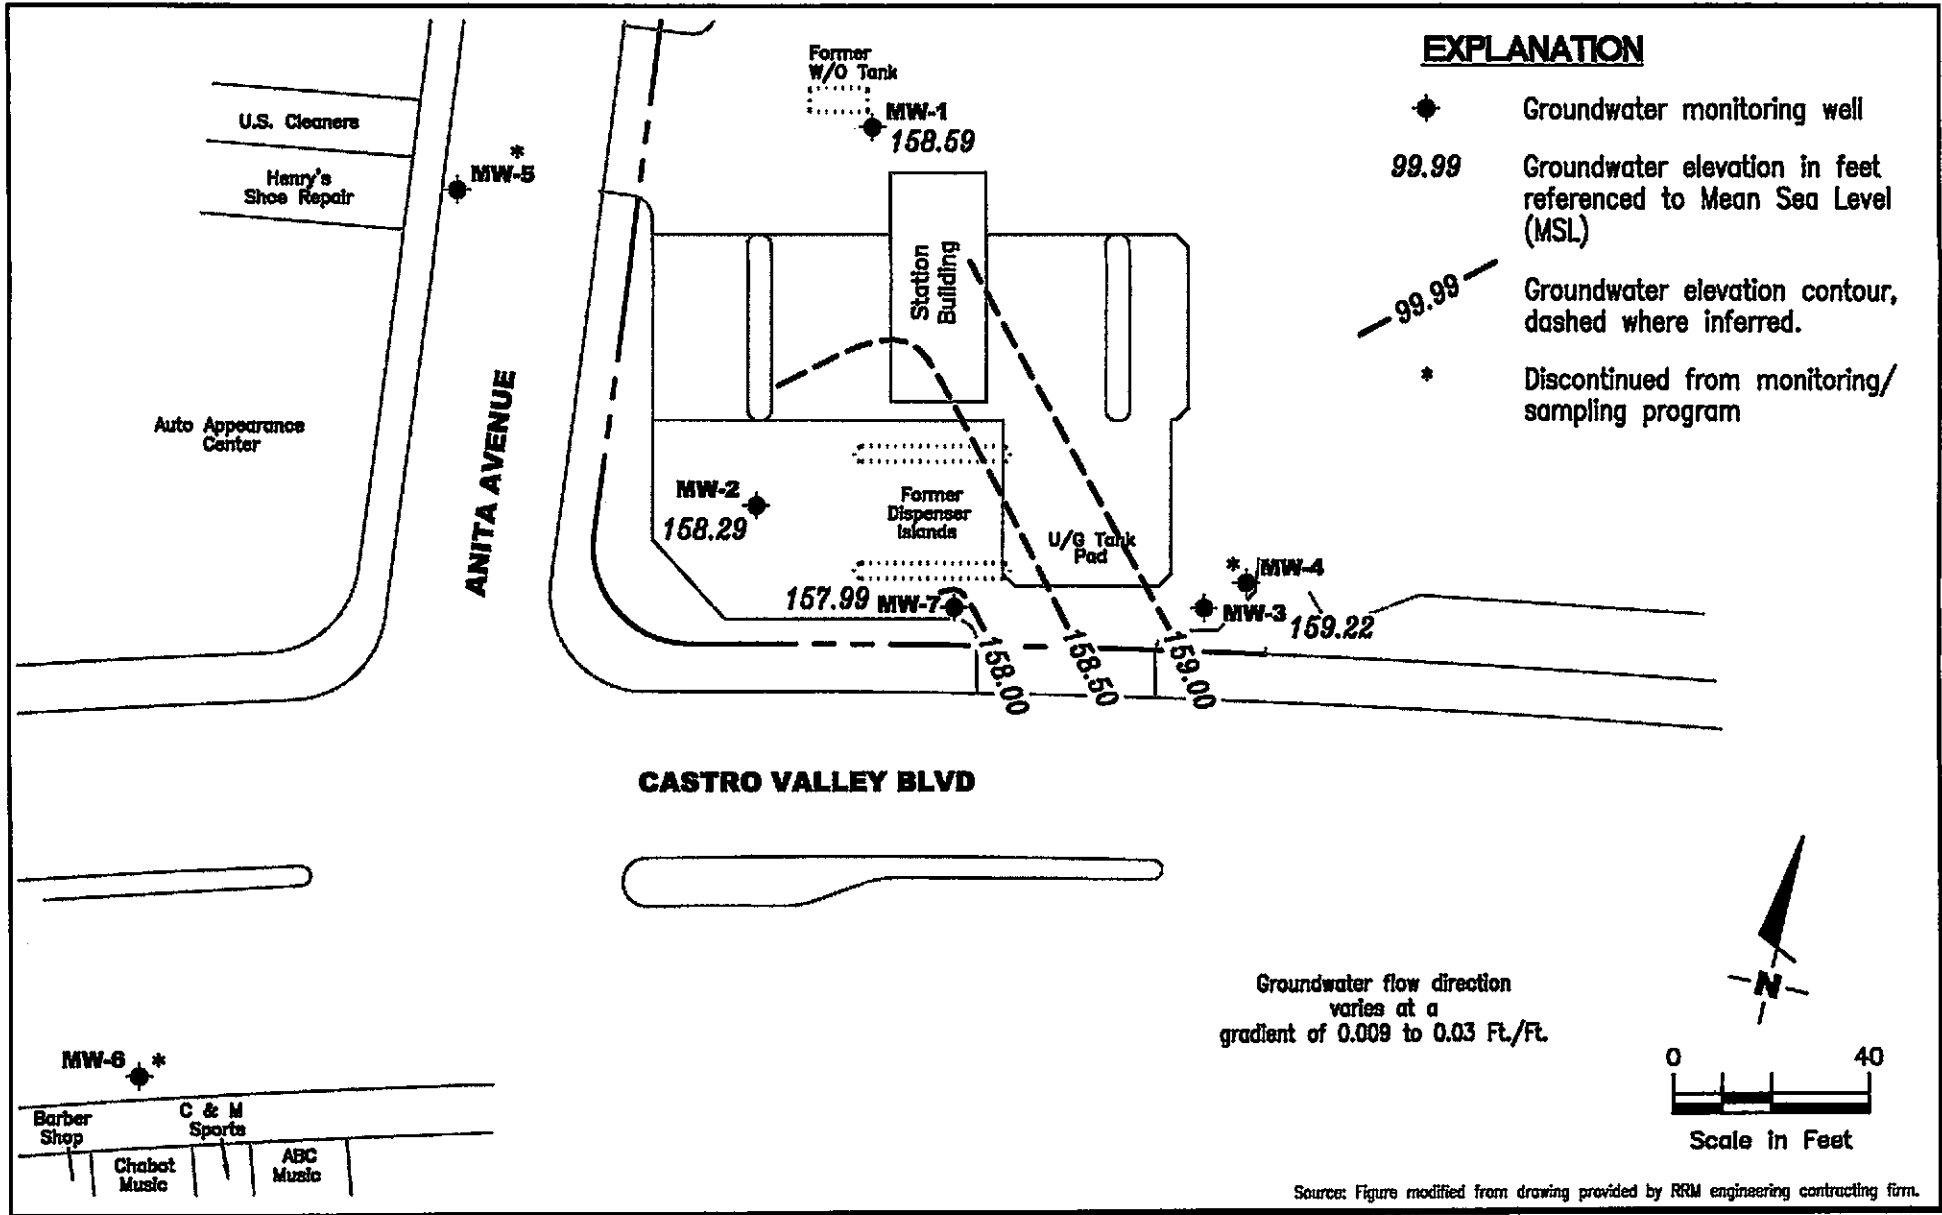 EXPLANATION
Groundwater monitoring well
99.99
Groundwater elevation in feet
referenced to Mean Sea Level
(MSL)
99.99
Groundwater elevation contour,
dashed where inferred.
*
Discontinued from monitoring/
sampling program
Former
W/O Tank
MW-1
158.59
U.S. Cleaners
Henry's
Shoe Repair
*
MW-5
Station
Building
Auto Appearance
Center
ANITA AVENUE
MW-2
158.29
Former
Dispenser
Islands
U/G Tank
Pad
157.99 MW-7
* MW-4
MW-3
159.22
158.00
158.50
159.00
CASTRO VALLEY BLVD
Groundwater flow direction
varies at a
gradient of 0.009 to 0.03 Ft./Ft.
N
0 40
Scale in Feet
MW-6 *
Barber
Shop
C & M
Sports
Chabot
Music
ABC
Music
Source: Figure modified from drawing provided by RRM engineering contracting firm.